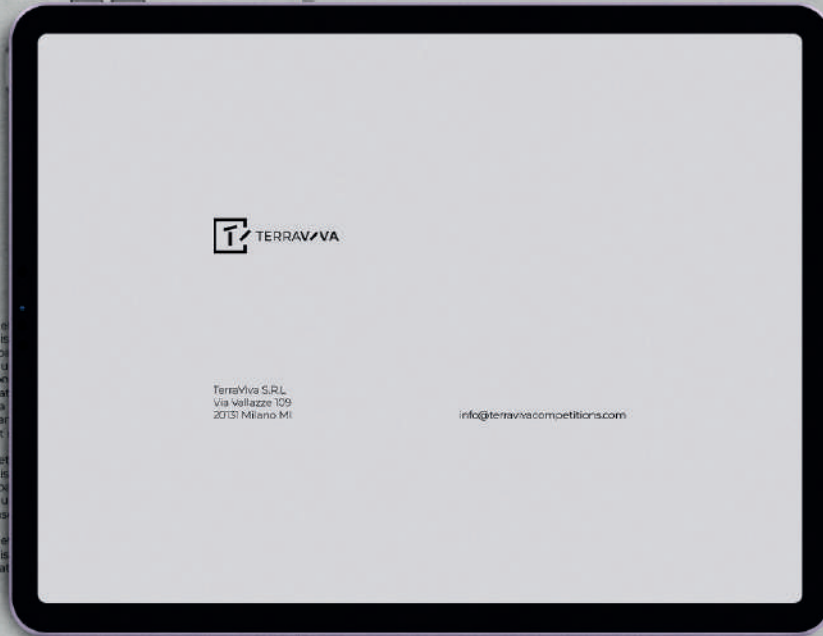 TERRAVIVA
TerraViva S.R.L
Via Vallazze 109
20131 Milano MI
info@terravivacompetitions.com